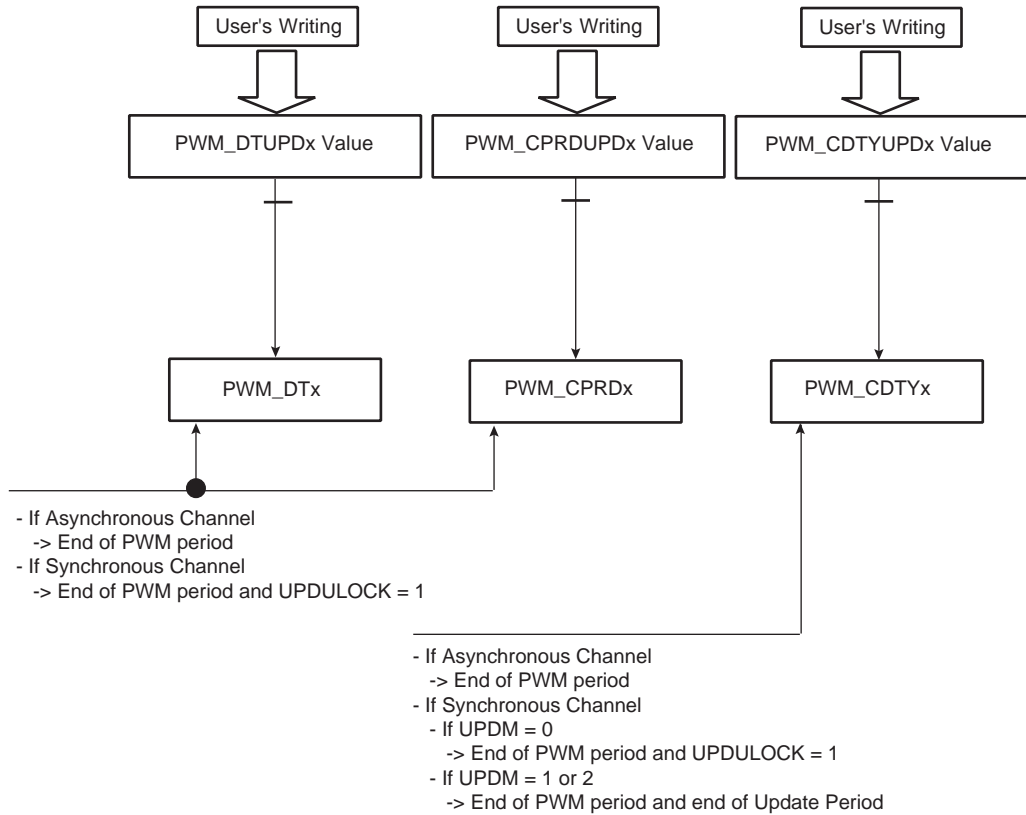 User's Writing
User's Writing
User's Writing
PWM_DTUPDx Value
PWM_CPRDUPDx Value
PWM_CDTYUPDx Value
PWM_DTx
PWM_CPRDx
PWM_CDTYx
- If Asynchronous Channel
-> End of PWM period
- If Synchronous Channel
-> End of PWM period and UPDULOCK = 1
- If Asynchronous Channel
-> End of PWM period
- If Synchronous Channel
- If UPDM = 0
-> End of PWM period and UPDULOCK = 1
- If UPDM = 1 or 2
-> End of PWM period and end of Update Period